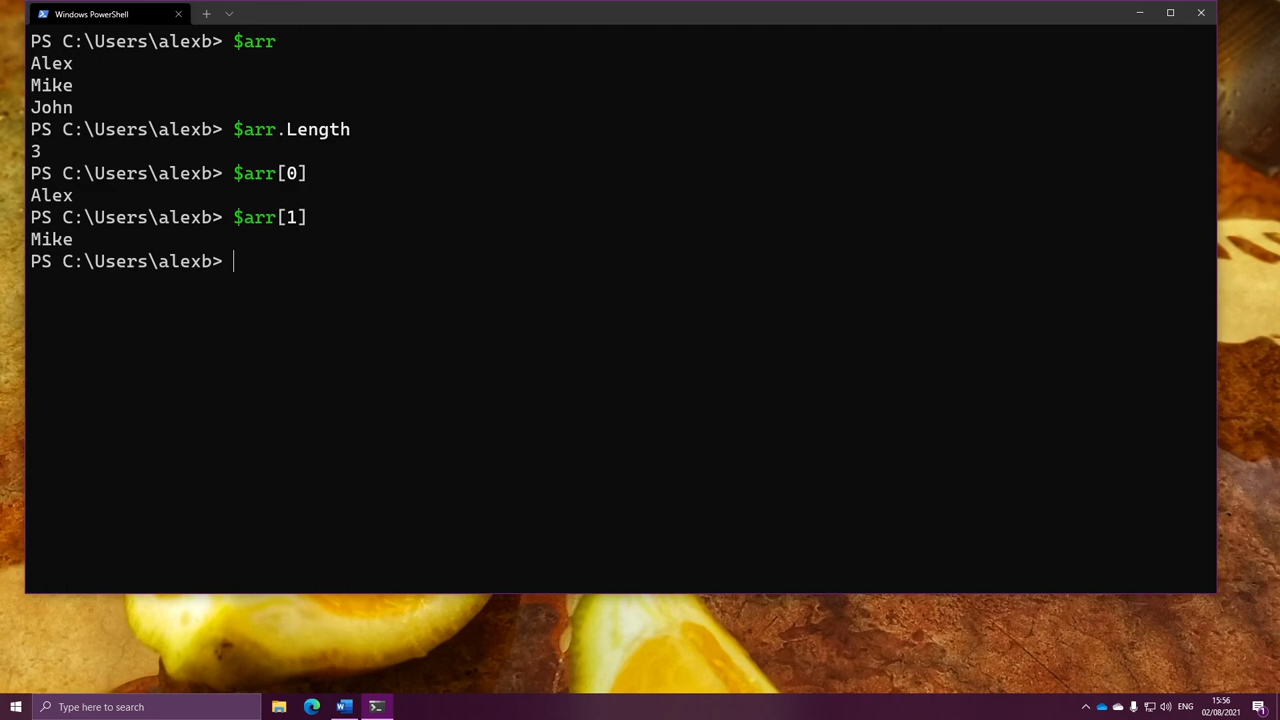 Windows PowerShell
PS C:\Users\alexb> $arr
Alex
Mike
John
PS C:\Users\alexb> $arr.Length
3
PS C:\Users\alexb> $arr[0]
Alex
PS C:\Users\alexb> $arr[1]
Mike
PS C:\Users\alexb>
Type here to search
ENG
15:56
02/08/2021
1